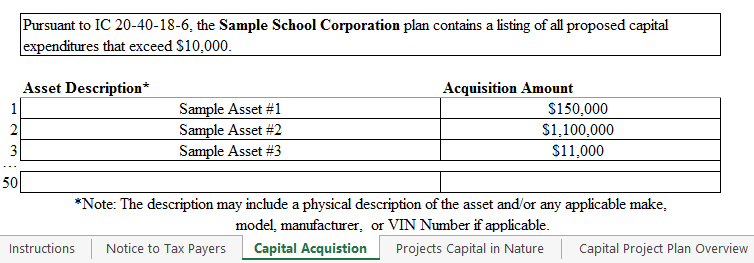 Pursuant to IC 20-40-18-6, the Sample School Corporation plan contains a listing of all proposed capital
expenditures that exceed $10,000.
Asset Description* Acquisition Amount
1 Sample Asset #1 $150,000
2 Sample Asset #2 $1,100,000
3 Sample Asset #3 $11,000
...
50
*Note: The description may include a physical description of the asset and/or any applicable make,
model, manufacturer, or VIN Number if applicable.
Instructions Notice to Tax Payers Capital Acquistion Projects Capital in Nature Capital Project Plan Overview